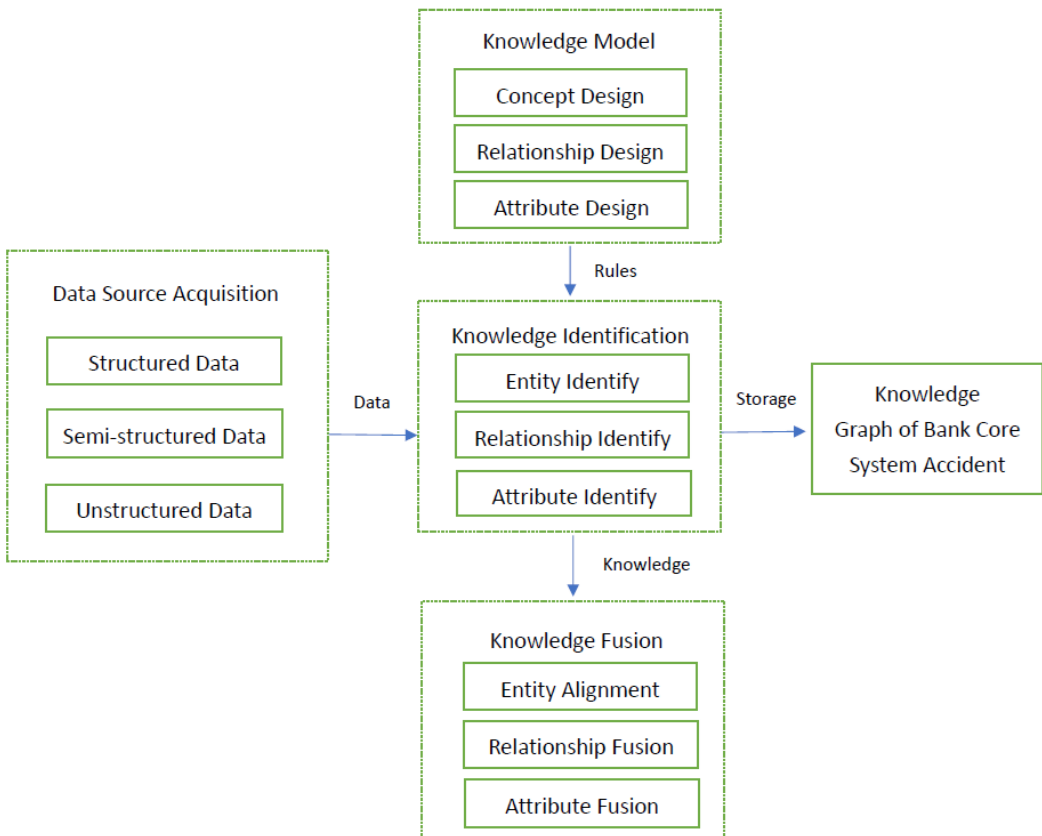 Knowledge Model
Concept Design
Relationship Design
Attribute Design
Rules
Data Source Acquisition
Structured Data
Semi-structured Data
Unstructured Data
Data
Knowledge Identification
Entity Identify
Relationship Identify
Attribute Identify
Storage
Knowledge
Graph of Bank Core
System Accident
Knowledge
Knowledge Fusion
Entity Alignment
Relationship Fusion
Attribute Fusion